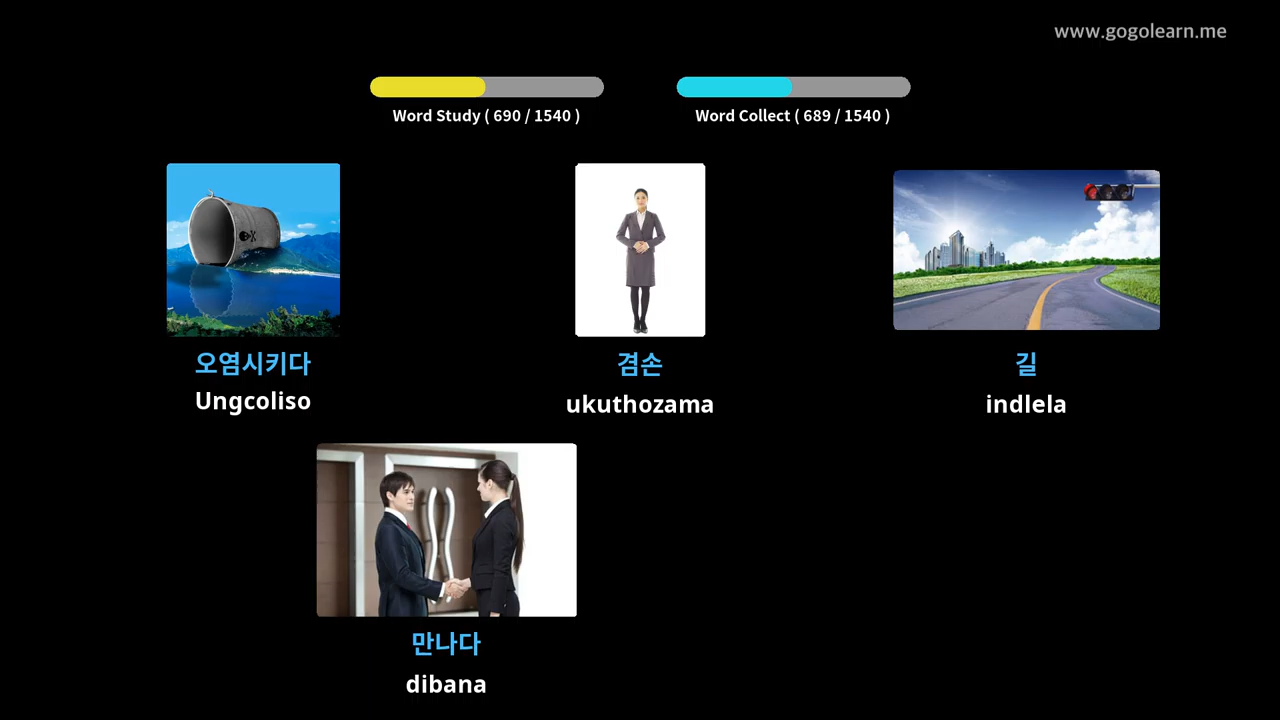 www.gogolearn.me
Word Study ( 690 / 1540 )
Word Collect ( 689 / 1540 )
오염시키다
Ungcoliso
겸손
ukuthozama
길
indlela
만나다
dibana